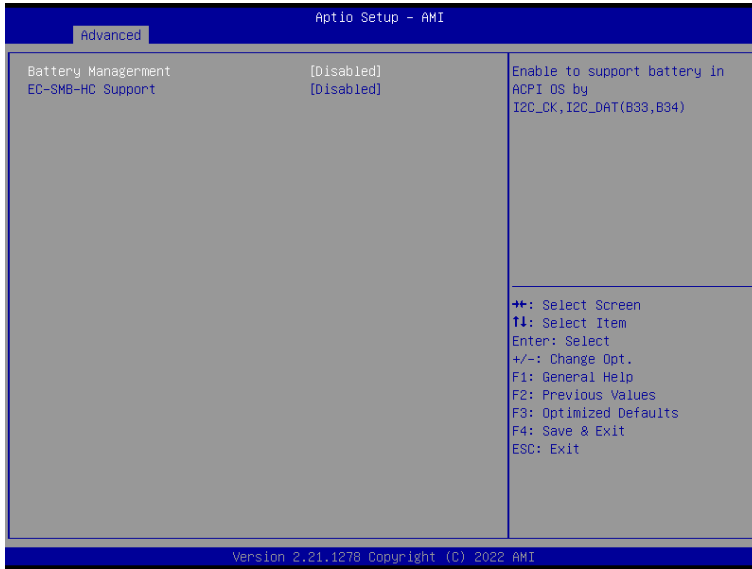 Aptio Setup – AMI
Advanced
Battery Managerment [Disabled]
EC-SMB-HC Support [Disabled]
Enable to support battery in
ACPI OS by
I2C_CK,I2C_DAT(B33,B34)
→←: Select Screen
↑↓: Select Item
Enter: Select
+/-: Change Opt.
F1: General Help
F2: Previous Values
F3: Optimized Defaults
F4: Save & Exit
ESC: Exit
Version 2.21.1278 Copyright (C) 2022 AMI